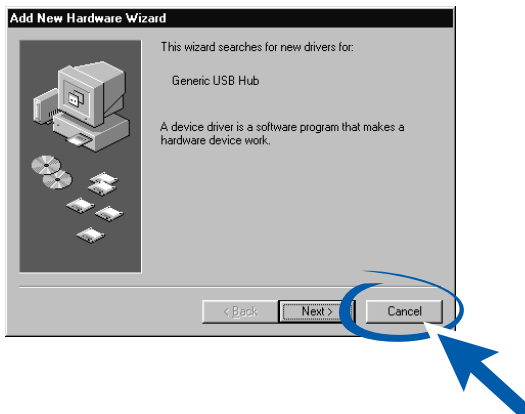 Add New Hardware Wizard
This wizard searches for new drivers for:
Generic USB Hub
A device driver is a software program that makes a
hardware device work.
< Back
Next >
Cancel